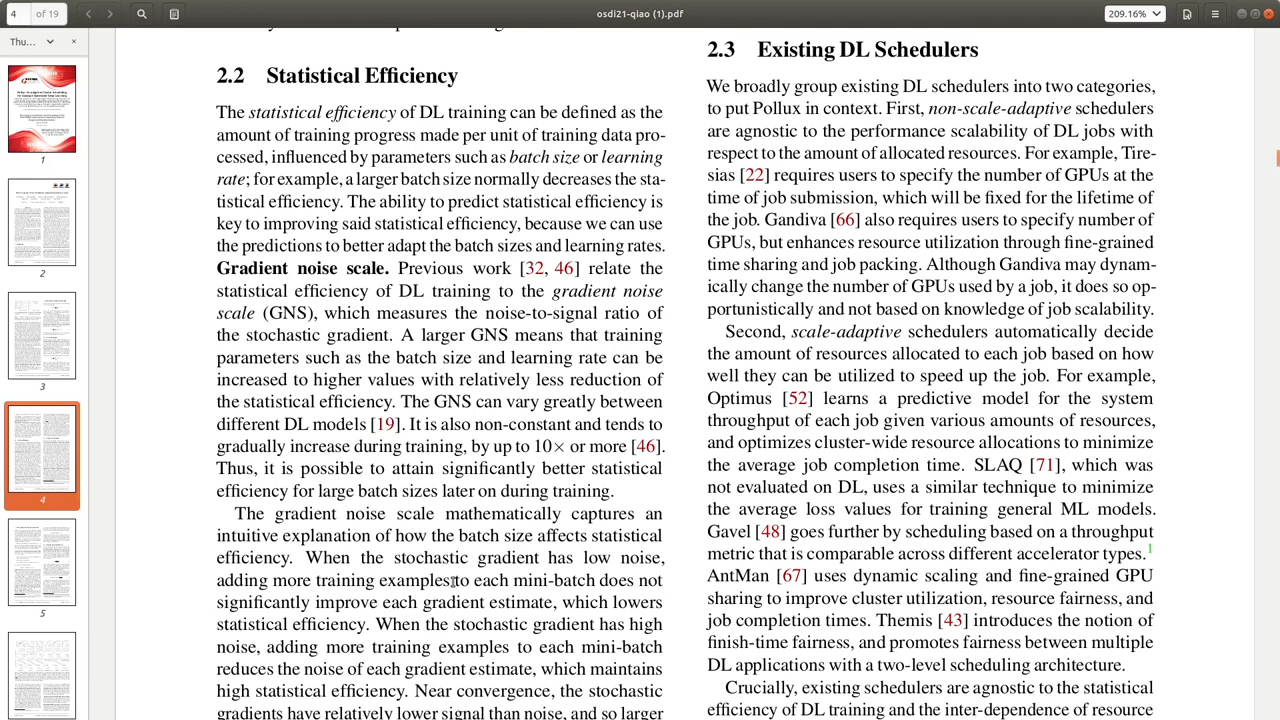 4
of 19
osdi21-qiao (1).pdf
209.16%
Thu...
1
2
3
4
5
2.2 Statistical Efficiency
The statistical efficiency of DL training can be defined as the
amount of training progress made per unit of training data pro-
cessed, influenced by parameters such as batch size or learning
rate; for example, a larger batch size normally decreases the sta-
tistical efficiency. The ability to predict statistical efficiency is
key to improving said statistical efficiency, because we can use
the predictions to better adapt the batch sizes and learning rates.
Gradient noise scale. Previous work [32, 46] relate the
statistical efficiency of DL training to the gradient noise
scale (GNS), which measures the noise-to-signal ratio of
the stochastic gradient. A larger GNS means that training
parameters such as the batch size and learning rate can be
increased to higher values with relatively less reduction of
the statistical efficiency. The GNS can vary greatly between
different DL models [19]. It is also non-constant and tends to
gradually increase during training, by up to 10× or more [46].
Thus, it is possible to attain significantly better statistical
efficiency for large batch sizes later on during training.
The gradient noise scale mathematically captures an
intuitive explanation of how the batch size affects statistical
efficiency. When the stochastic gradient has low noise,
adding more training examples to each mini-batch does not
significantly improve each gradient estimate, which lowers
statistical efficiency. When the stochastic gradient has high
noise, adding more training examples to each mini-batch
reduces the noise of each gradient estimate, which maintains
high statistical efficiency. Near convergence, the stochastic
gradients have relatively lower signal than noise, and so larger
2.3 Existing DL Schedulers
We broadly group existing DL schedulers into two categories,
to put Pollux in context. First, non-scale-adaptive schedulers
are agnostic to the performance scalability of DL jobs with
respect to the amount of allocated resources. For example, Tire-
sias [22] requires users to specify the number of GPUs at the
time of job submission, which will be fixed for the lifetime of
the job. Gandiva [66] also requires users to specify number of
GPUs, but enhances resource utilization through fine-grained
time sharing and job packing. Although Gandiva may dynam-
ically change the number of GPUs used by a job, it does so op-
portunistically and not based on knowledge of job scalability.
Second, scale-adaptive schedulers automatically decide
the amount of resources allocated to each job based on how
well they can be utilized to speed up the job. For example,
Optimus [52] learns a predictive model for the system
throughput of each job given various amounts of resources,
and optimizes cluster-wide resource allocations to minimize
the average job completion time. SLAQ [71], which was
not evaluated on DL, uses a similar technique to minimize
the average loss values for training general ML models.
Gavel [48] goes further by scheduling based on a throughput
metric that is comparable across different accelerator types.1
AntMan [67] uses dynamic scaling and fine-grained GPU
sharing to improve cluster utilization, resource fairness, and
job completion times. Themis [43] introduces the notion of
finish-time fairness, and promotes fairness between multiple
DL applications with a two-level scheduling architecture.
Crucially, existing schedulers are agnostic to the statistical
efficiency of DL training and the inter-dependence of resource